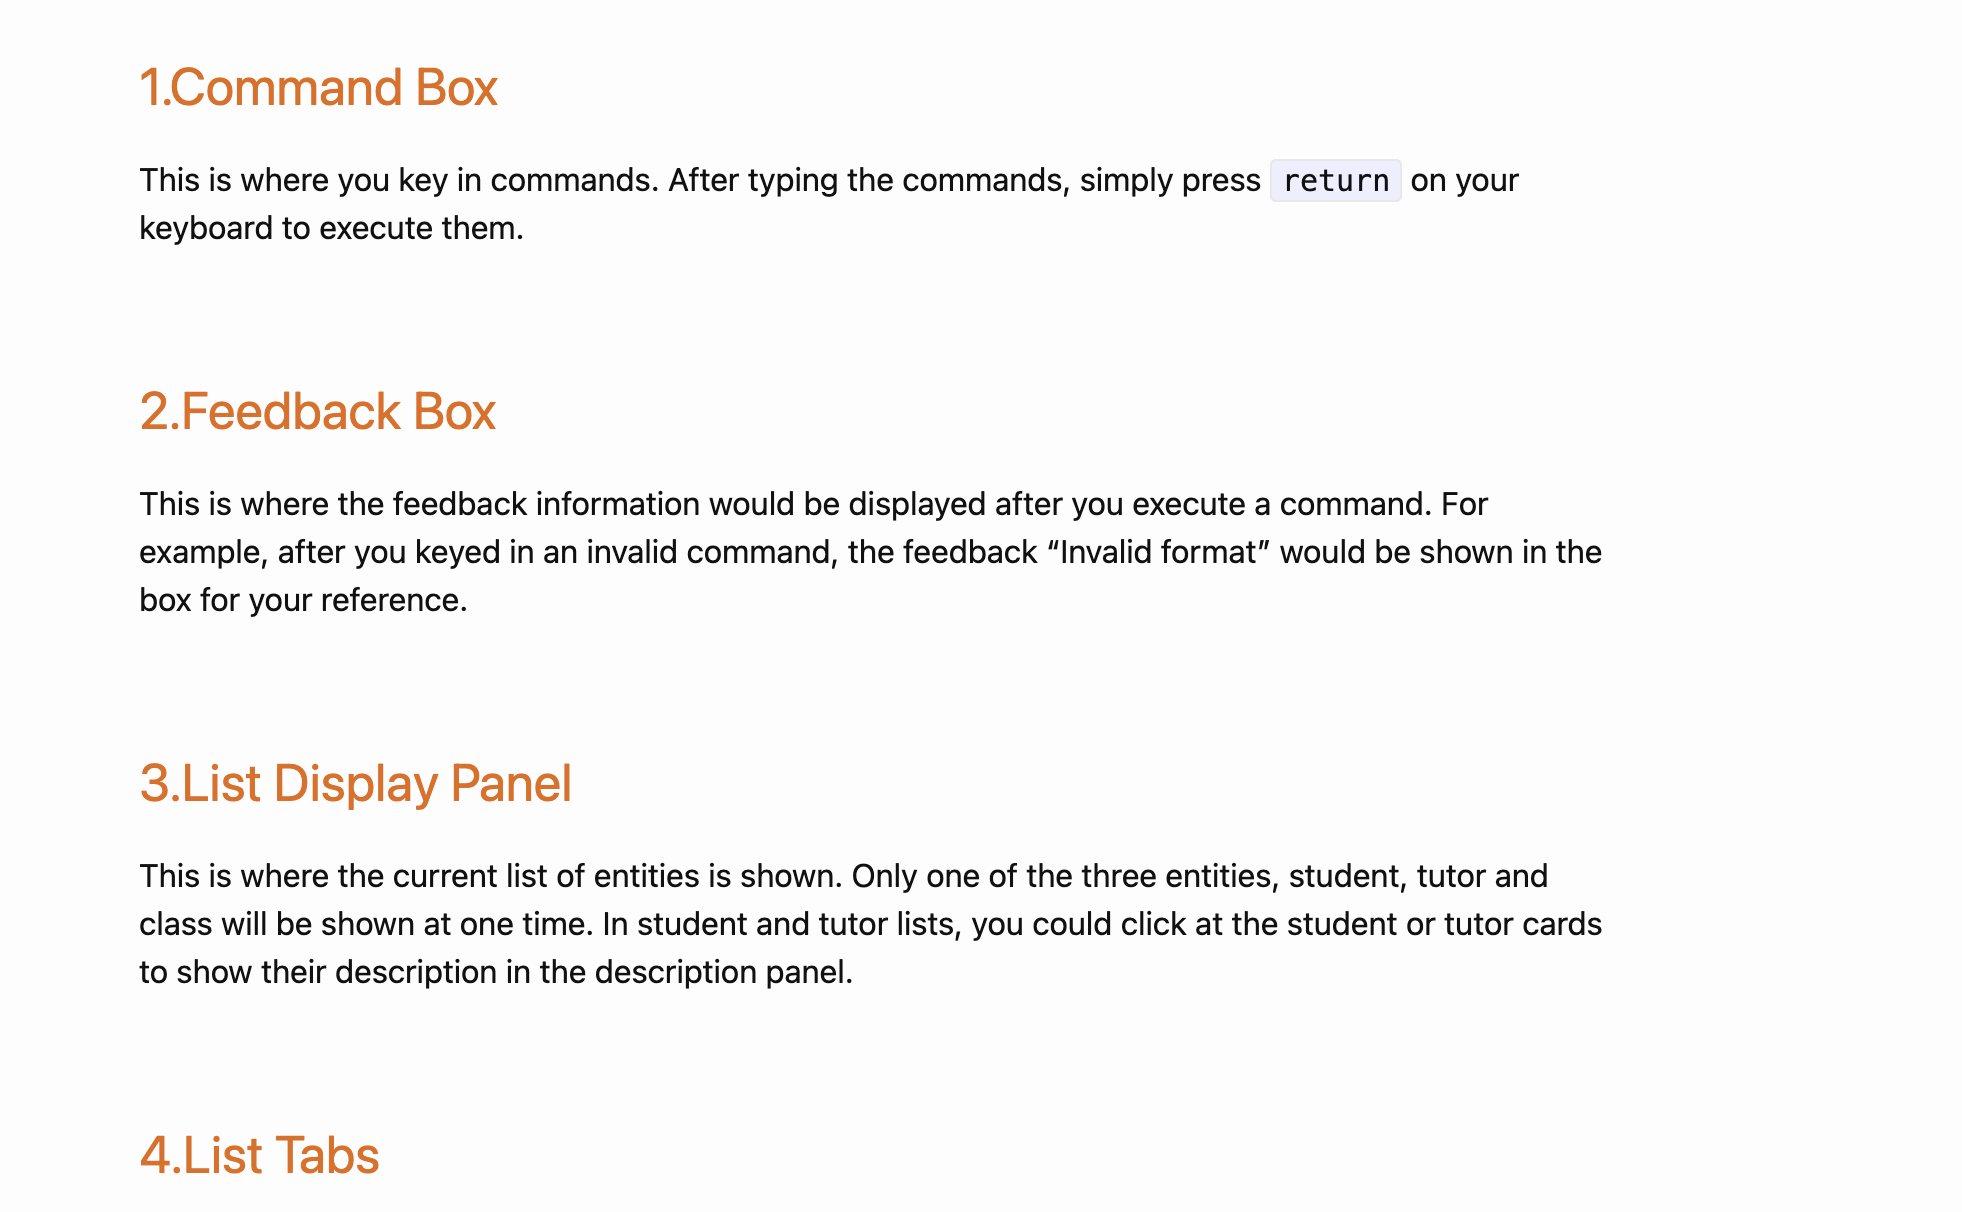 1.Command Box
This is where you key in commands. After typing the commands, simply press return on your
keyboard to execute them.
2.Feedback Box
This is where the feedback information would be displayed after you execute a command. For
example, after you keyed in an invalid command, the feedback “Invalid format” would be shown in the
box for your reference.
3.List Display Panel
This is where the current list of entities is shown. Only one of the three entities, student, tutor and
class will be shown at one time. In student and tutor lists, you could click at the student or tutor cards
to show their description in the description panel.
4.List Tabs